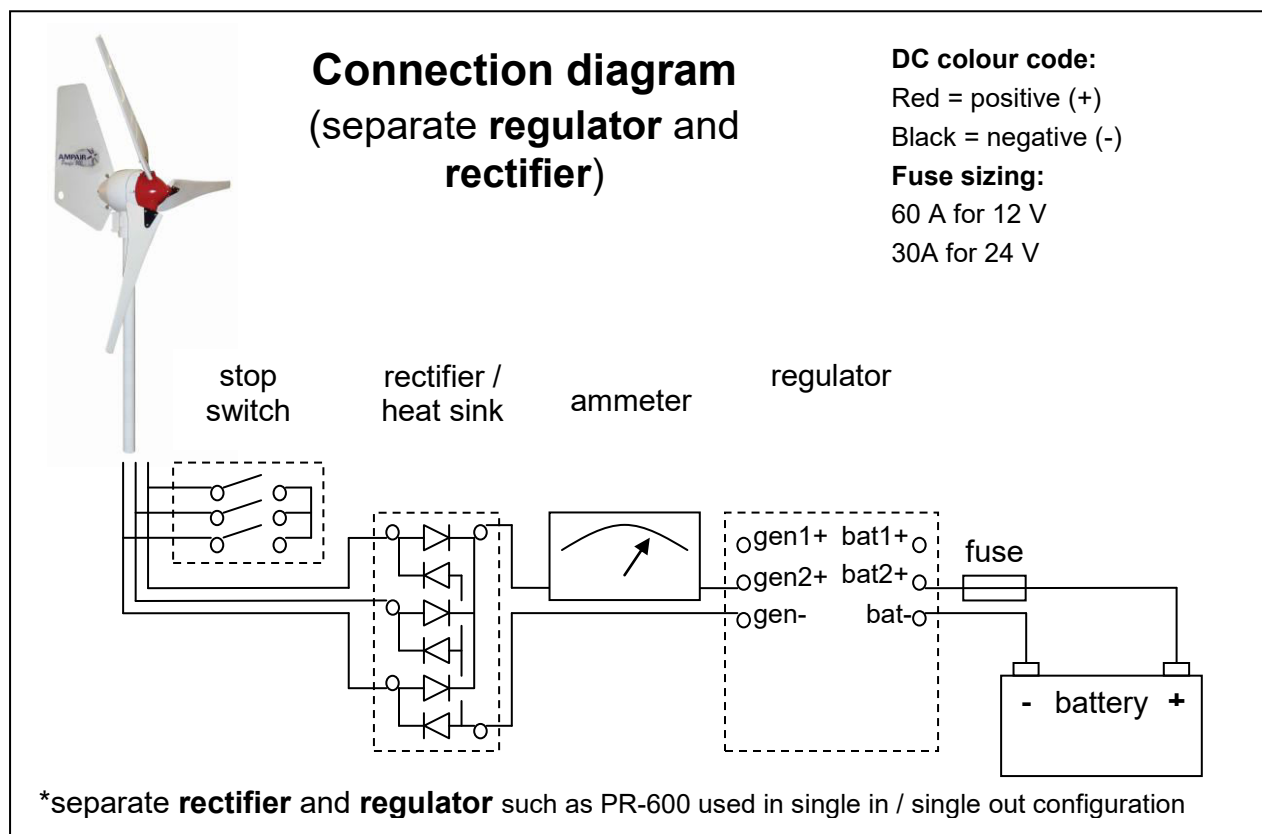 Connection diagram
(separate regulator and
rectifier)
DC colour code:
Red = positive (+)
Black = negative (-)
Fuse sizing:
60 A for 12 V
30A for 24 V
AMPAIR
stop
switch
rectifier /
heat sink
ammeter
regulator
gen1+ bat1+
gen2+ bat2+
gen- bat-
fuse
- battery +
*separate rectifier and regulator such as PR-600 used in single in / single out configuration